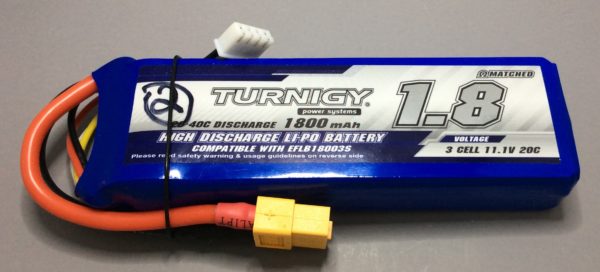 MATCHED
TURNIGY®
power systems
1.8
20-40C DISCHARGE 1800 mAh
HIGH DISCHARGE LI-PO BATTERY
COMPATIBLE WITH EFLB18003S
Please read safety warning & usage guidelines on reverse side
VOLTAGE
3 CELL 11.1V 20C